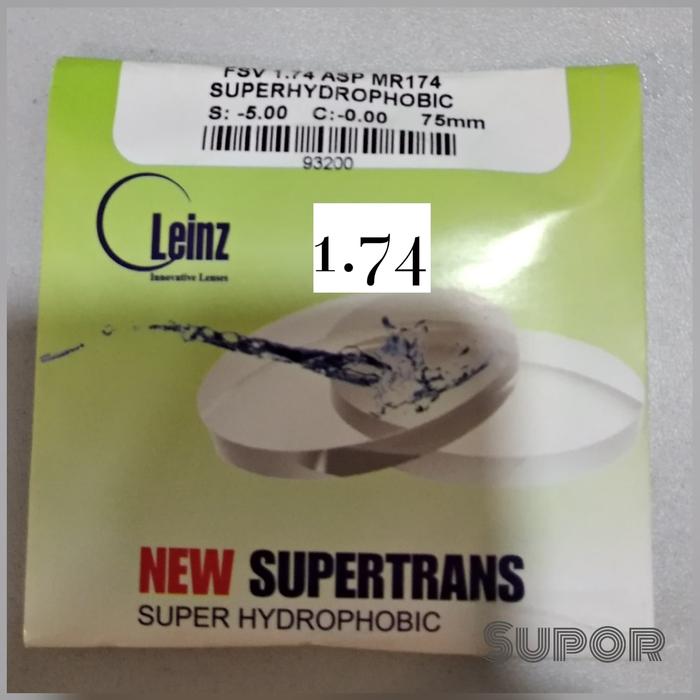 FSV 1.74 ASP MR174
SUPERHYDROPHOBIC
S: -5.00 C:-0.00 75mm
93200
Leinz
Innovative Lenses
1.74
NEW SUPERTRANS
SUPER HYDROPHOBIC
SUPOR